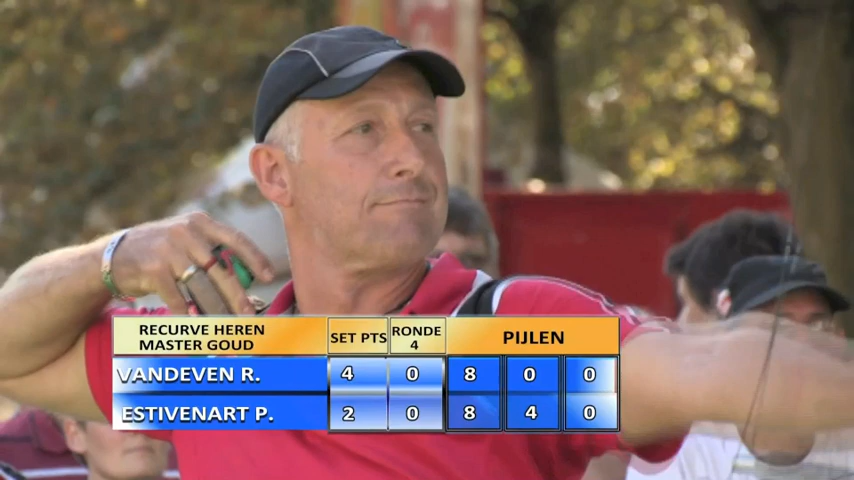 RECURVE HEREN
MASTER GOUD
SET PTS
RONDE
4
PIJLEN
VANDEVEN R. 4 0 8 0 0
ESTIVENART P. 2 0 8 4 0